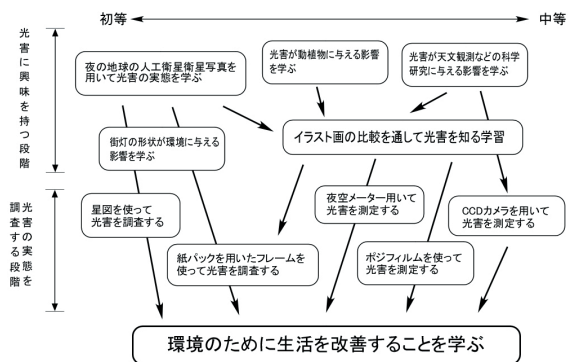 初等
中等
光害に興味を持つ段階
夜の地球の人工衛星衛星写真を
用いて光害の実態を学ぶ
光害が動植物に与える影響
を学ぶ
光害が天文観測などの科学
研究に与える影響を学ぶ
街灯の形状が環境に与える
影響を学ぶ
イラスト画の比較を通して光害を知る学習
光害の実態を
調査する段階
星図を使って
光害を調査する
夜空メーター用いて
光害を測定する
CCDカメラを用いて
光害を測定する
紙パックを用いたフレームを
使って光害を調査する
ポジフィルムを使って
光害を測定する
環境のために生活を改善することを学ぶ